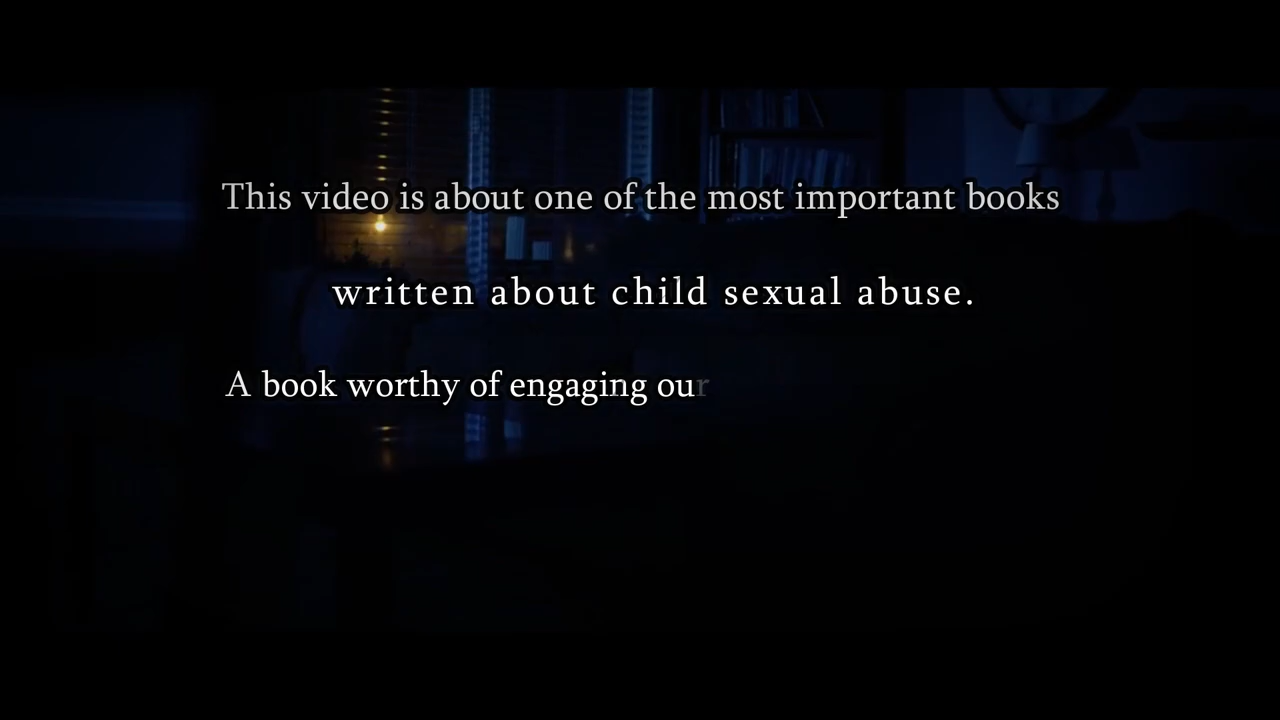 This video is about one of the most important books
written about child sexual abuse.
A book worthy of engaging our